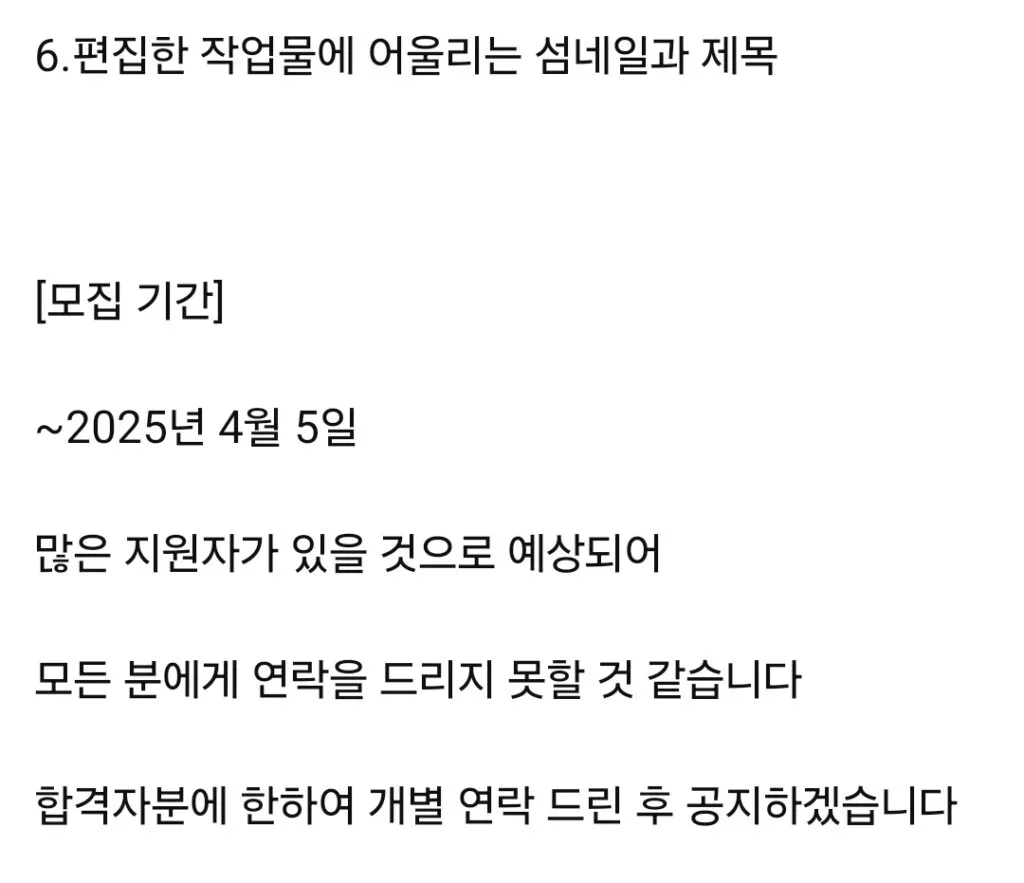 6.편집한 작업물에 어울리는 섬네일과 제목
[모집 기간]
~2025년 4월 5일
많은 지원자가 있을 것으로 예상되어
모든 분에게 연락을 드리지 못할 것 같습니다
합격자분에 한하여 개별 연락 드린 후 공지하겠습니다